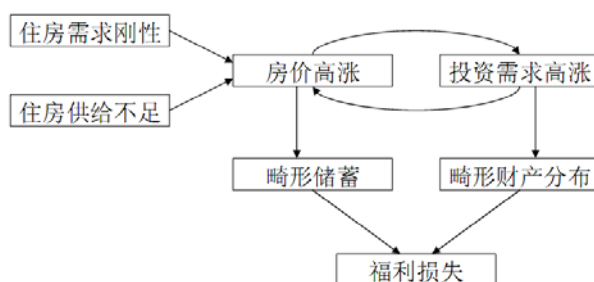 住房需求刚性
房价高涨
投资需求高涨
住房供给不足
畸形储蓄
畸形财产分布
福利损失